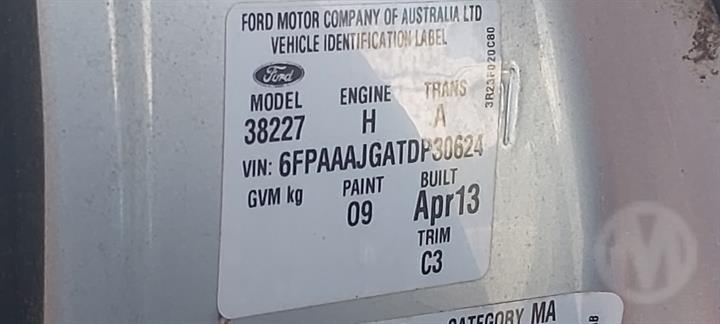 FORD MOTOR COMPANY OF AUSTRALIA LTD
VEHICLE IDENTIFICATION LABEL
Ford
MODEL ENGINE TRANS
38227 H A
VIN: 6FPAAAJGATDP30624
GVM kg PAINT BUILT
09 Apr13
TRIM
C3
3R23F020C80
CATEGORY MA
M